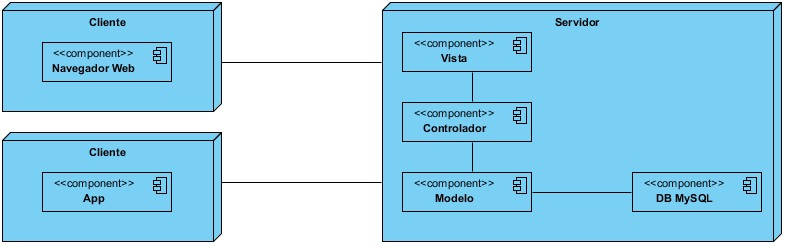 Cliente
<<component>>
Navegador Web
Cliente
<<component>>
App
Servidor
<<component>>
Vista
<<component>>
Controlador
<<component>>
Modelo
<<component>>
DB MySQL